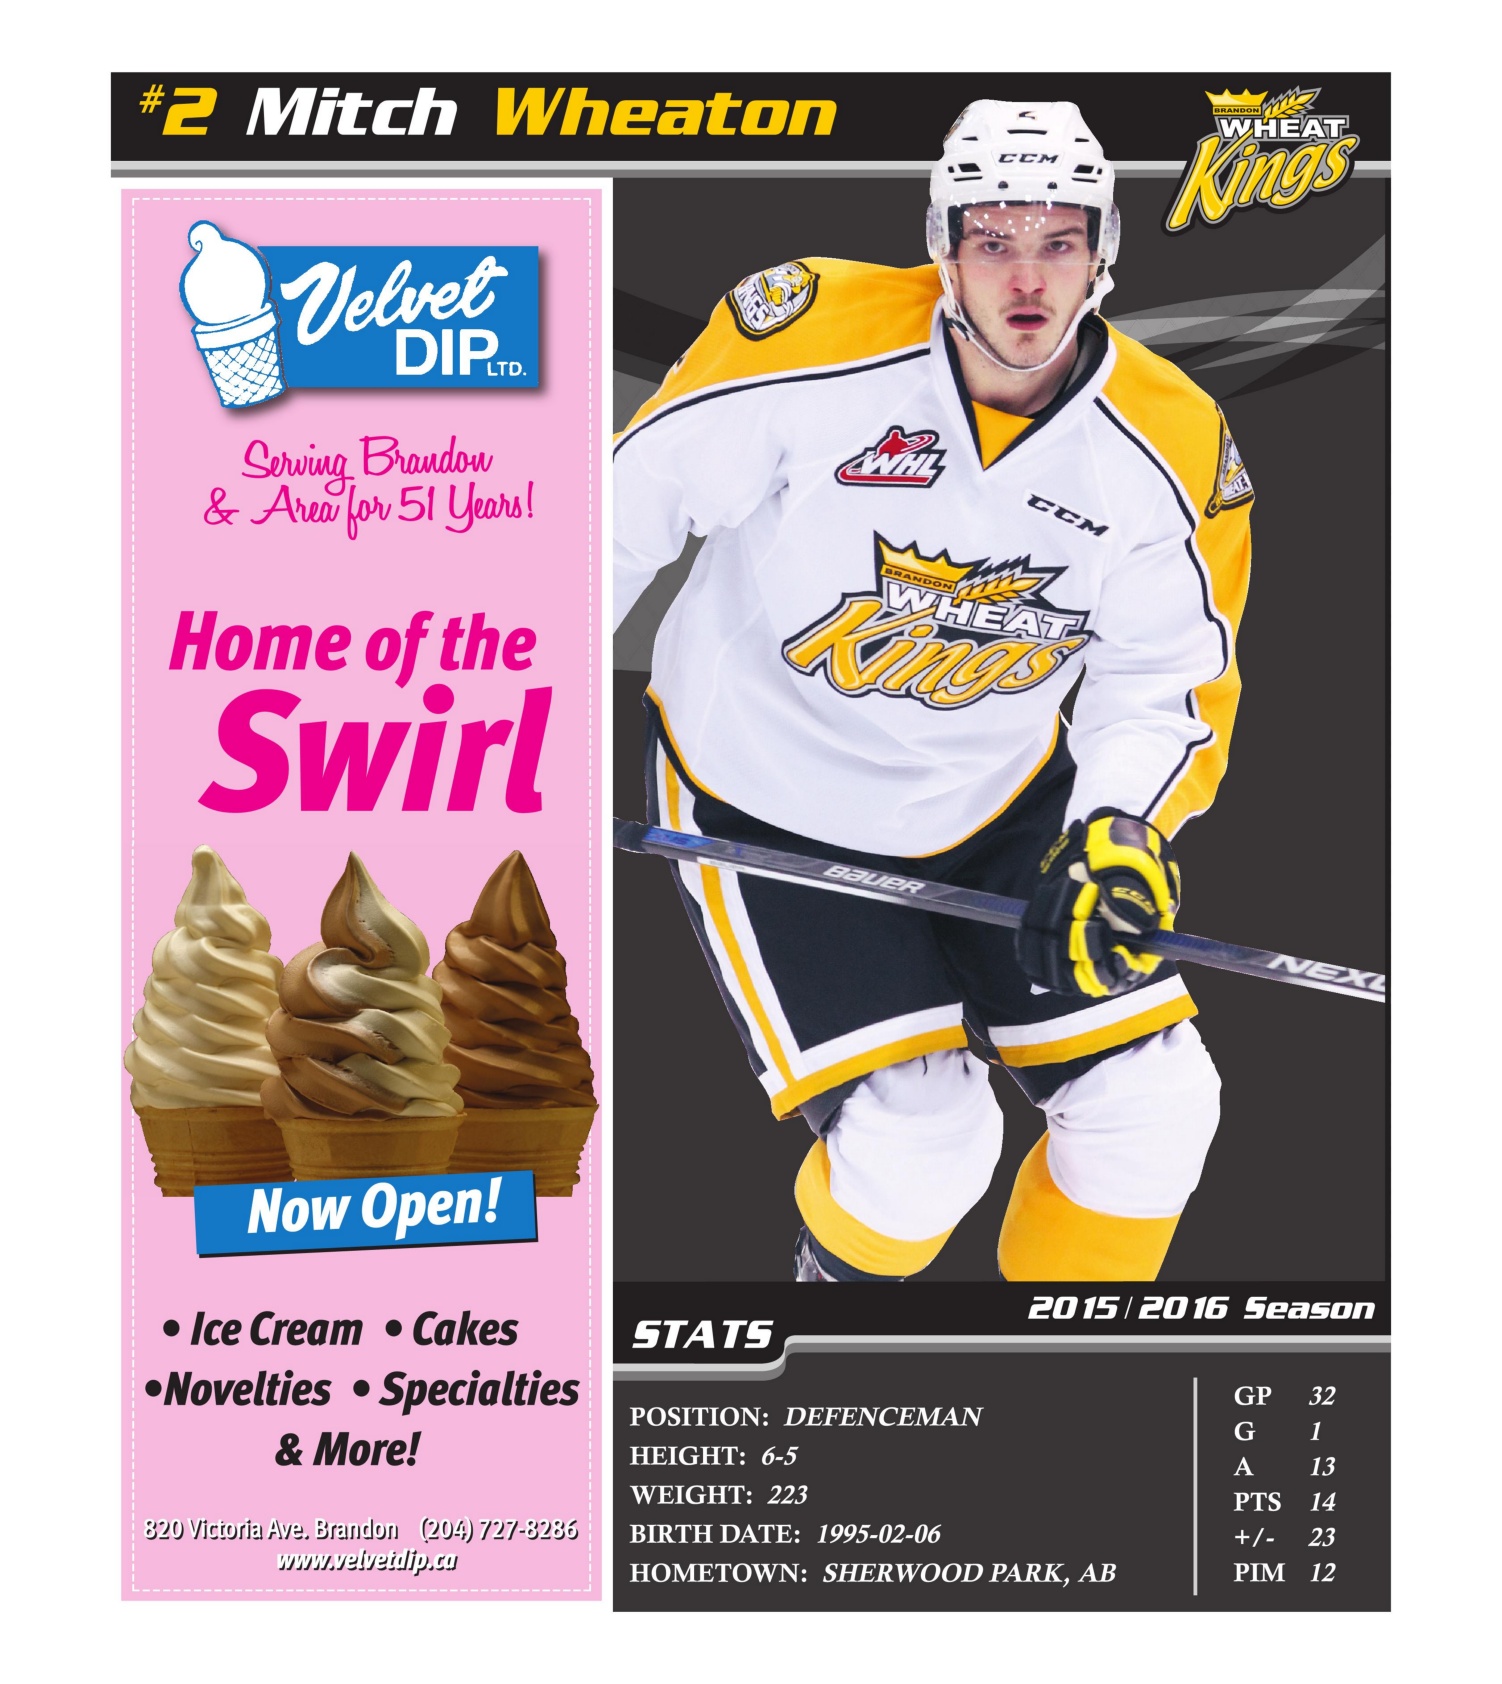 #2 Mitch Wheaton
BRANDON
WHEAT
Kings
Velvet
DIP LTD.
Serving Brandon
& Area for 51 Years!
Home of the
Swirl
Now Open!
• Ice Cream • Cakes
•Novelties • Specialties
& More!
820 Victoria Ave. Brandon (204) 727-8286
www.velvetdip.ca
CCM
KINGS
WHL
CCM
BRANDON
WHEAT
Kings
BAUER
CCM
NEXU
2015/2016 Season
STATS
POSITION: DEFENCEMAN
HEIGHT: 6-5
WEIGHT: 223
BIRTH DATE: 1995-02-06
HOMETOWN: SHERWOOD PARK, AB
GP 32
G 1
A 13
PTS 14
+/- 23
PIM 12